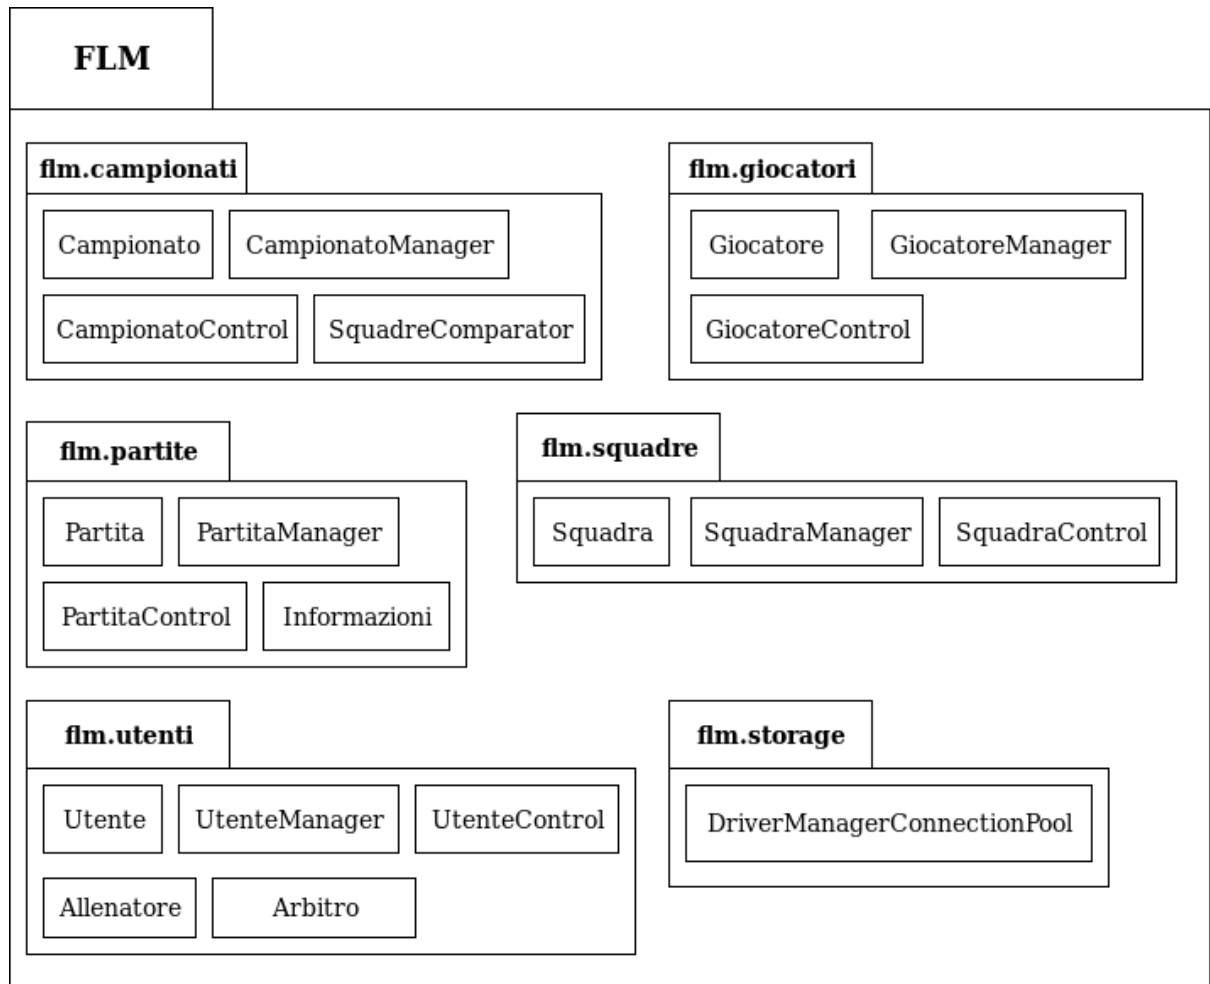 FLM
flm.campionati
Campionato
CampionatoManager
CampionatoControl
SquadreComparator
flm.giocatori
Giocatore
GiocatoreManager
GiocatoreControl
flm.partite
Partita
PartitaManager
PartitaControl
Informazioni
flm.squadre
Squadra
SquadraManager
SquadraControl
flm.utenti
Utente
UtenteManager
UtenteControl
Allenatore
Arbitro
flm.storage
DriverManagerConnectionPool